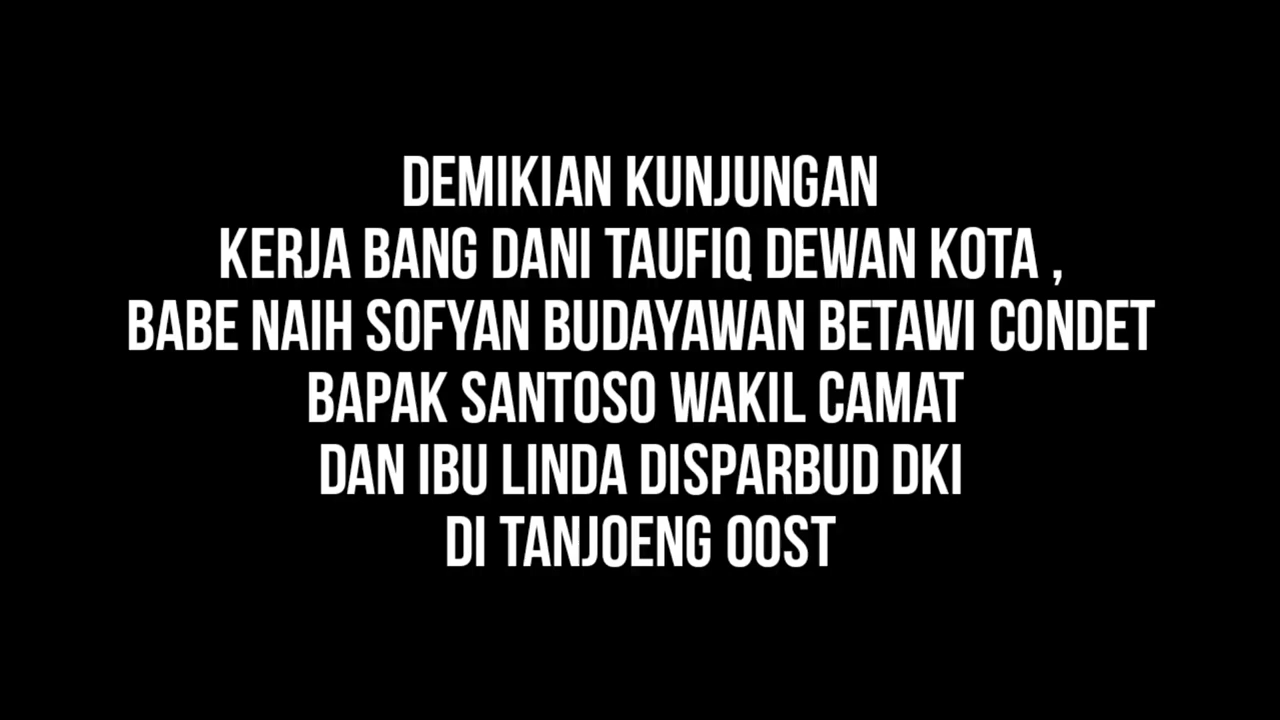 DEMIKIAN KUNJUNGAN
KERJA BANG DANI TAUFIQ DEWAN KOTA ,
BABE NAIH SOFYAN BUDAYAWAN BETAWI CONDET
BAPAK SANTOSO WAKIL CAMAT
DAN IBU LINDA DISPARBUD DKI
DI TANJOENG OOST